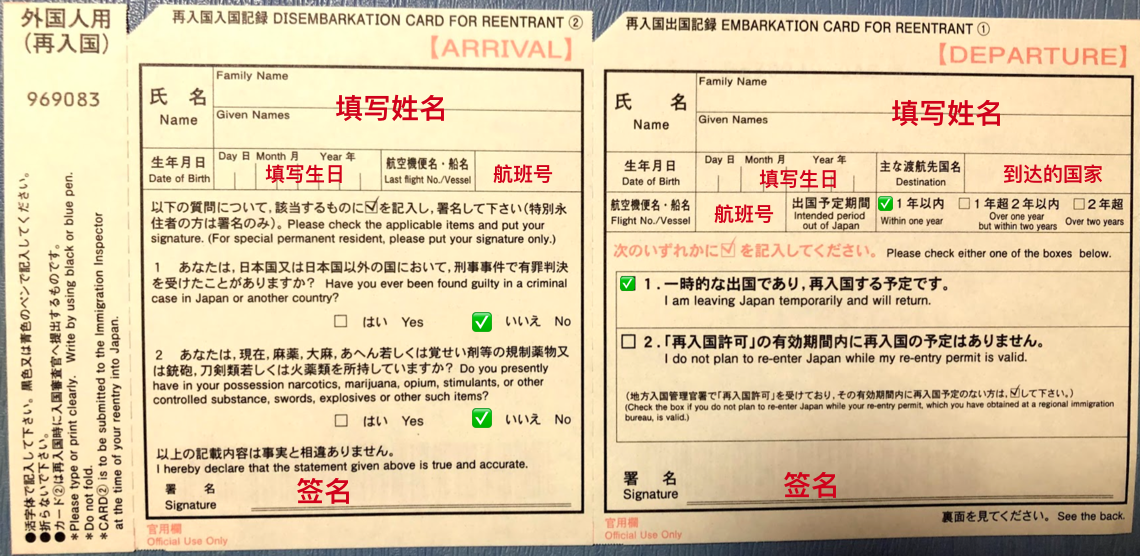 外国人用
(再入国)
969083
●活字体で記入して下さい。黒色又は青色のペンで記入してください。
●折らないで下さい。
●カード②は再入国時に入国審査官へ提出するものです。
*Please type or print clearly. Write by using black or blue pen.
*Do not fold.
*CARD② is to be submitted to the Immigration Inspector
at the time of your reentry into Japan.
再入国入国記録 DISEMBARKATION CARD FOR REENTRANT ②
【ARRIVAL】
氏 名
Name
Family Name
Given Names
填写姓名
生年月日
Date of Birth
Day 日 Month 月 Year 年
填写生日
航空機便名・船名
Last flight No./Vessel
航班号
以下の質問について,該当するものに☑を記入し,署名して下さい(特別永
住者の方は署名のみ)。Please check the applicable items and put your
signature. (For special permanent resident, please put your signature only.)
1 あなたは,日本国又は日本国以外の国において,刑事事件で有罪判決
を受けたことがありますか? Have you ever been found guilty in a criminal
case in Japan or another country?
□ はい Yes ✅ いいえ No
2 あなたは,現在,麻薬,大麻,あへん若しくは覚せい剤等の規制薬物又
は銃砲,刀剣類若しくは火薬類を所持していますか? Do you presently
have in your possession narcotics, marijuana, opium, stimulants, or other
controlled substance, swords, explosives or other such items?
□ はい Yes ✅ いいえ No
以上の記載内容は事実と相違ありません。
I hereby declare that the statement given above is true and accurate.
署 名
Signature
签名
官用欄
Official Use Only
再入国出国記録 EMBARKATION CARD FOR REENTRANT ①
【DEPARTURE】
氏 名
Name
Family Name
Given Names
填写姓名
生年月日
Date of Birth
Day 日 Month 月 Year 年
填写生日
主な渡航先国名
Destination
到达的国家
航空機便名・船名
Flight No./Vessel
航班号
出国予定期間
Intended period
out of Japan
✅ 1年以内
Within one year
□ 1年超2年以内
Over one year
but within two years
□ 2年超
Over two years
次のいずれかに☑を記入してください。 Please check either one of the boxes below.
✅ 1.一時的な出国であり,再入国する予定です。
I am leaving Japan temporarily and will return.
□ 2.「再入国許可」の有効期間内に再入国の予定はありません。
I do not plan to re-enter Japan while my re-entry permit is valid.
(地方入国管理官署で「再入国許可」を受けており,その有効期間内に再入国予定のない方は,☑して下さい。)
(Check the box if you do not plan to re-enter Japan while your re-entry permit, which you have obtained at a regional immigration
bureau, is valid.)
署 名
Signature
签名
裏面を見てください。 See the back.
官用欄
Official Use Only